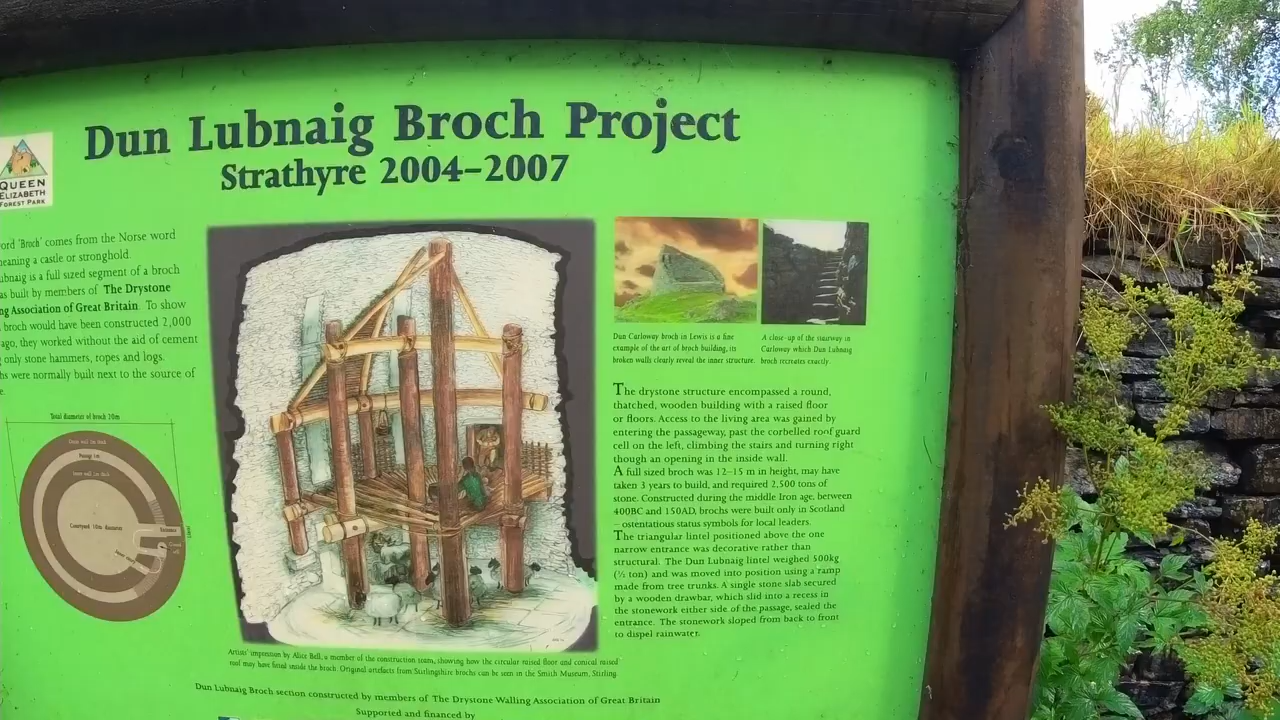 Dun Lubnaig Broch Project
Strathyre 2004–2007
QUEEN
ELIZABETH
FOREST PARK
ord 'Broch' comes from the Norse word
eaning a castle or stronghold.
ubnaig is a full sized segment of a broch
as built by members of The Drystone
ng Association of Great Britain. To show
broch would have been constructed 2,000
ago, they worked without the aid of cement
only stone hammers, ropes and logs.
hs were normally built next to the source of
e.
Total diameter of broch 20m
Passage 1m
Courtyard 10m
Entrance
Dun Carloway broch in Lewis is a fine
example of the art of broch building, its
broken walls clearly reveal the inner structure.
A close-up of the stairway in
Carloway which Dun Lubnaig
broch recreates exactly.
The drystone structure encompassed a round,
thatched, wooden building with a raised floor
or floors. Access to the living area was gained by
entering the passageway, past the corbelled roof guard
cell on the left, climbing the stairs and turning right
though an opening in the inside wall.
A full sized broch was 12–15 m in height, may have
taken 3 years to build, and required 2,500 tons of
stone. Constructed during the middle Iron age, between
400BC and 150AD, brochs were built only in Scotland
– ostentatious status symbols for local leaders.
The triangular lintel positioned above the one
narrow entrance was decorative rather than
structural. The Dun Lubnaig lintel weighed 500kg
(½ ton) and was moved into position using a ramp
made from tree trunks. A single stone slab secured
by a wooden drawbar, which slid into a recess in
the stonework either side of the passage, sealed the
entrance. The stonework sloped from back to front
to dispel rainwater.
Artists' impression by Alice Bell, a member of the construction team, showing how the circular raised floor and conical raised
roof may have fitted inside the broch. Original artefacts from Stirlingshire brochs can be seen in the Smith Museum, Stirling.
Dun Lubnaig Broch section constructed by members of The Drystone Walling Association of Great Britain
Supported and financed by